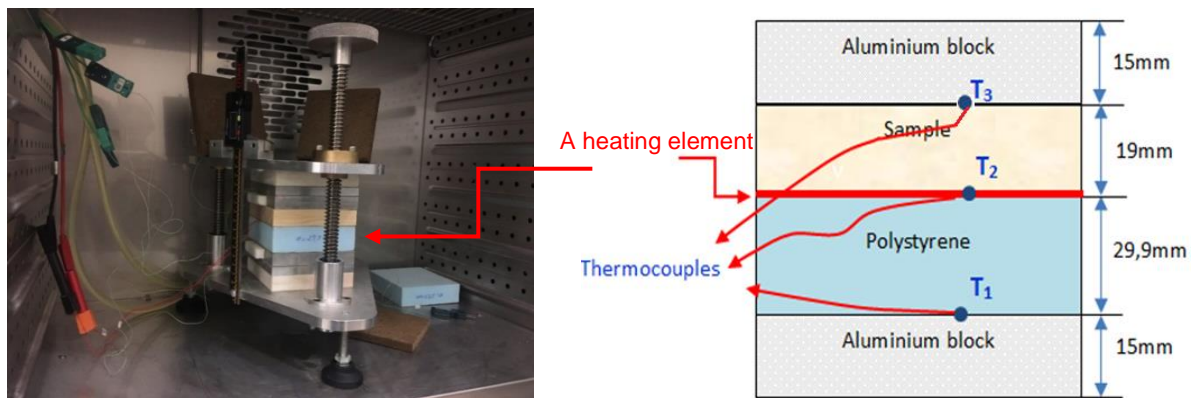 A heating element
Aluminium block
T3
15mm
Sample
19mm
T2
Polystyrene
29,9mm
Thermocouples
T1
Aluminium block
15mm